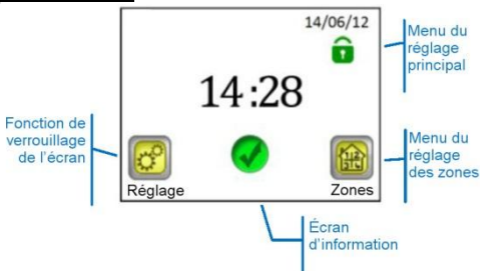 14/06/12
Menu du
réglage
principal
14:28
Fonction de
verrouillage
de l'écran
Menu du
réglage
des zones
Réglage
Zones
Écran
d'information